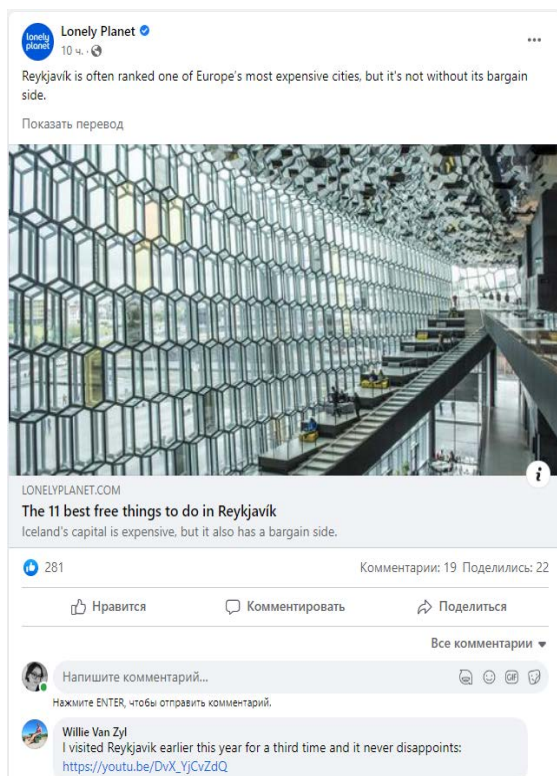 lonely
planet
Lonely Planet
10 ч. ·
Reykjavík is often ranked one of Europe's most expensive cities, but it's not without its bargain
side.
Показать перевод
LONELYPLANET.COM
The 11 best free things to do in Reykjavík
Iceland's capital is expensive, but it also has a bargain side.
281
Комментарии: 19 Поделились: 22
Нравится Комментировать Поделиться
Все комментарии
Напишите комментарий...
GIF
Нажмите ENTER, чтобы отправить комментарий.
Willie Van Zyl
I visited Reykjavik earlier this year for a third time and it never disappoints:
https://youtu.be/DvX_YjCvZdQ